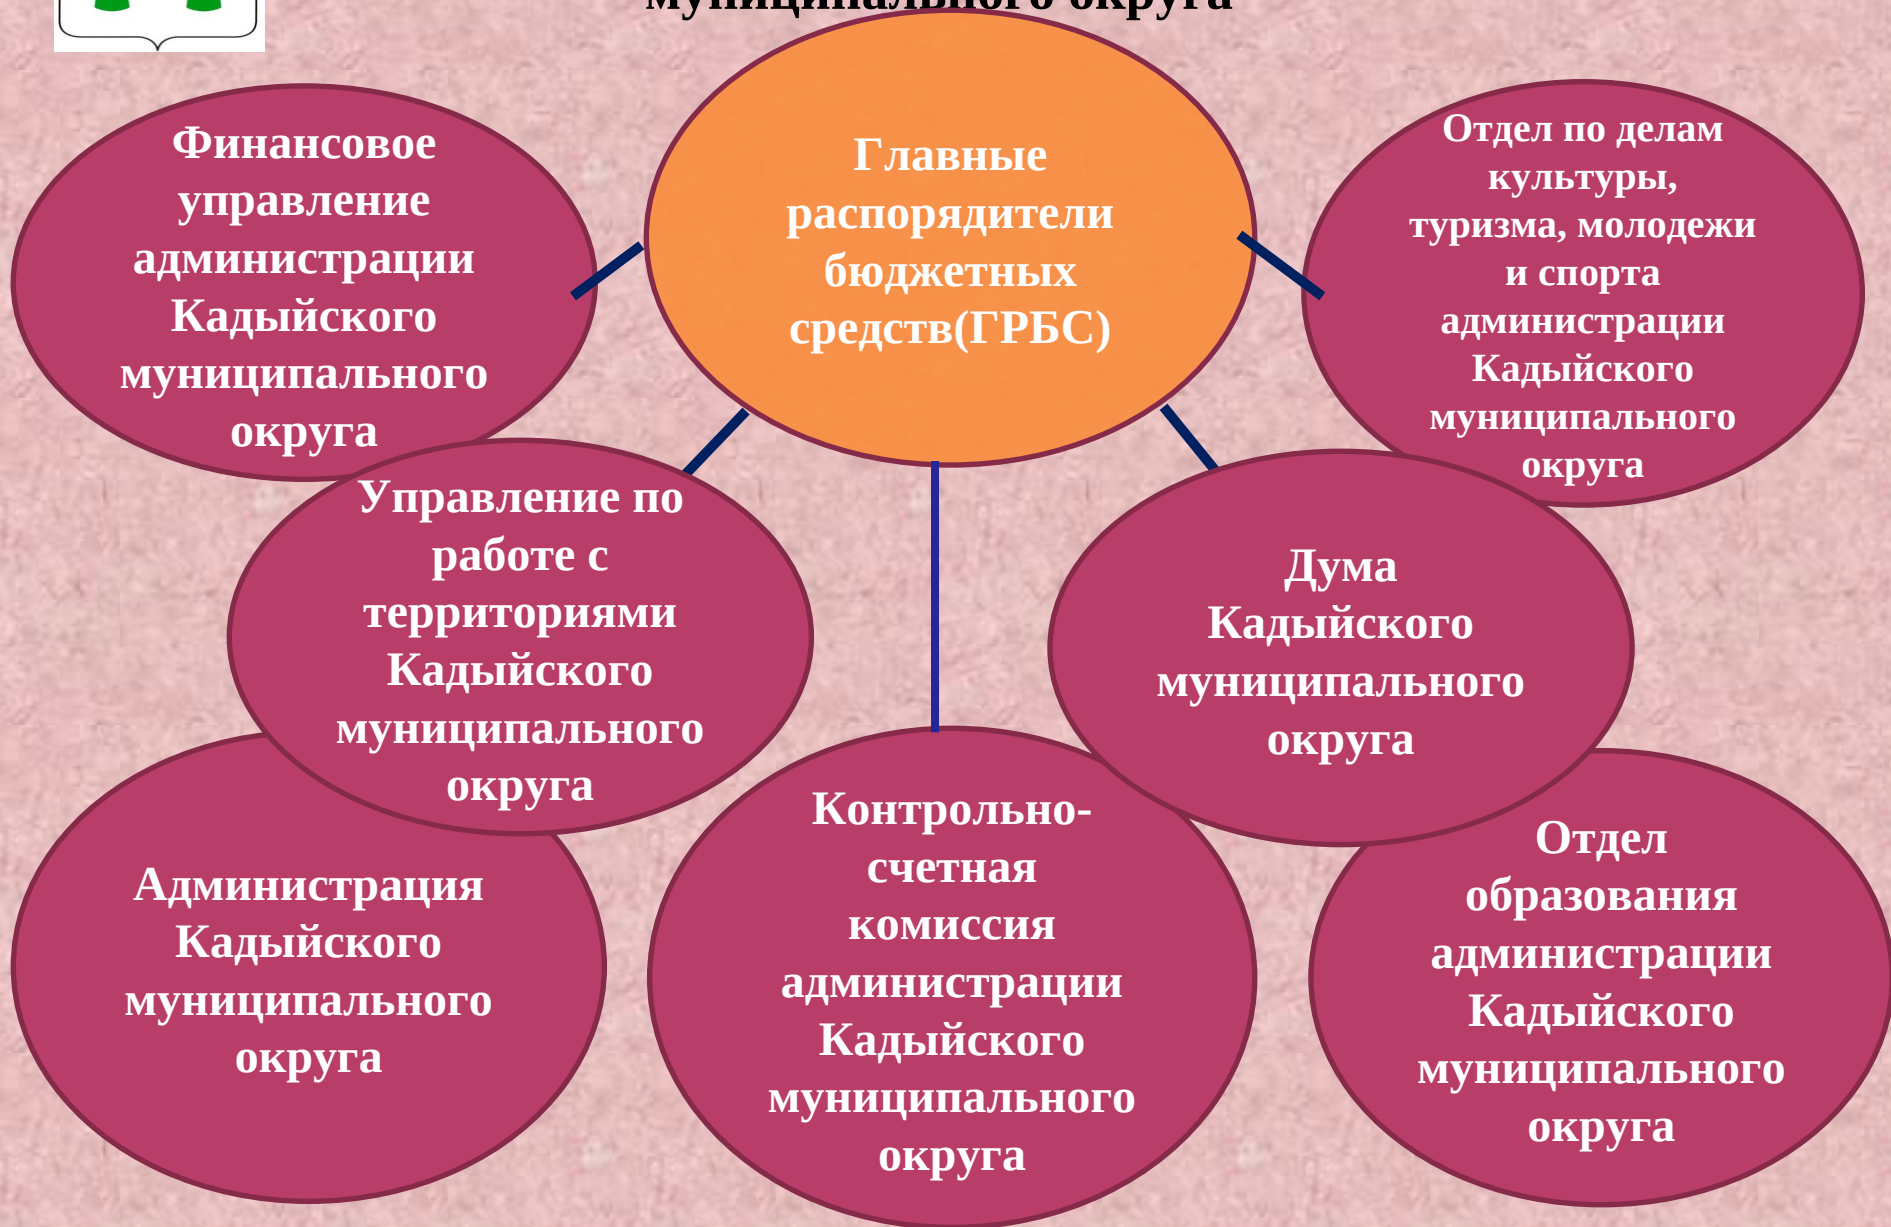 муниципального округа
Главные
распорядители
бюджетных
средств(ГРБС)
Финансовое
управление
администрации
Кадыйского
муниципального
округа
Отдел по делам
культуры,
туризма, молодежи
и спорта
администрации
Кадыйского
муниципального
округа
Управление по
работе с
территориями
Кадыйского
муниципального
округа
Дума
Кадыйского
муниципального
округа
Администрация
Кадыйского
муниципального
округа
Контрольно-
счетная
комиссия
администрации
Кадыйского
муниципального
округа
Отдел
образования
администрации
Кадыйского
муниципального
округа